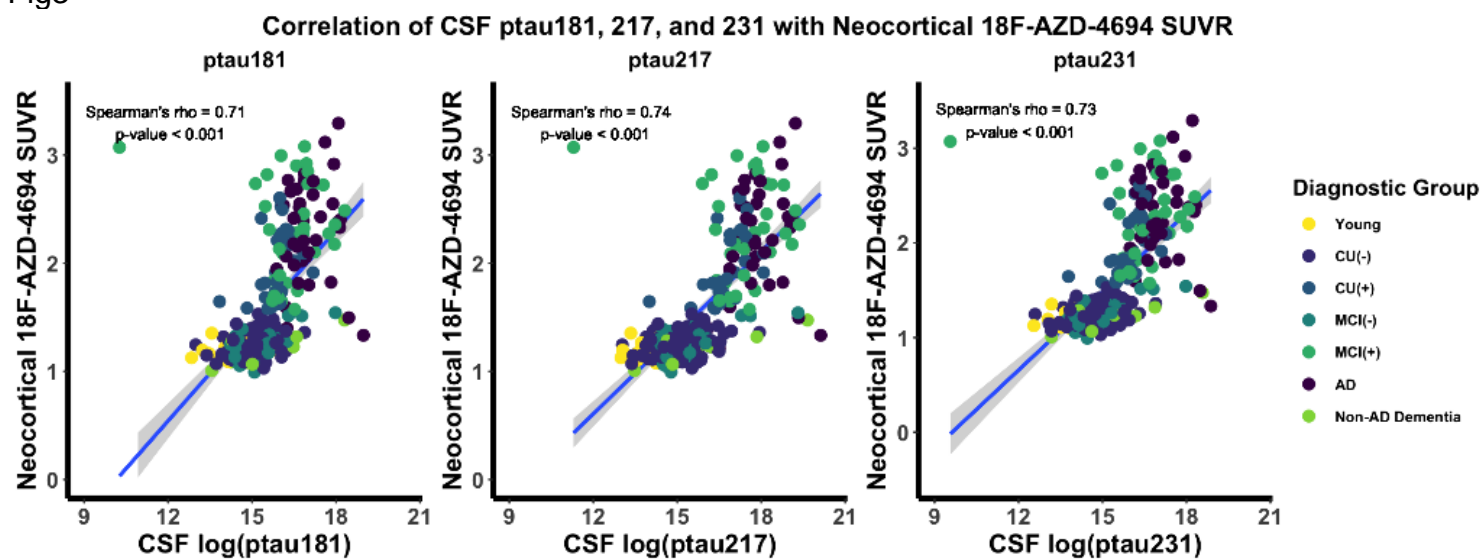 Correlation of CSF ptau181, 217, and 231 with Neocortical 18F-AZD-4694 SUVR
ptau181
Neocortical 18F-AZD-4694 SUVR
Spearman's rho = 0.71
p-value < 0.001
3
2
1
0
9 12 15 18 21
CSF log(ptau181)
ptau217
Neocortical 18F-AZD-4694 SUVR
Spearman's rho = 0.74
p-value < 0.001
3
2
1
0
9 12 15 18 21
CSF log(ptau217)
ptau231
Neocortical 18F-AZD-4694 SUVR
Spearman's rho = 0.73
p-value < 0.001
3
2
1
0
9 12 15 18 21
CSF log(ptau231)
Diagnostic Group
Young
CU(-)
CU(+)
MCI(-)
MCI(+)
AD
Non-AD Dementia